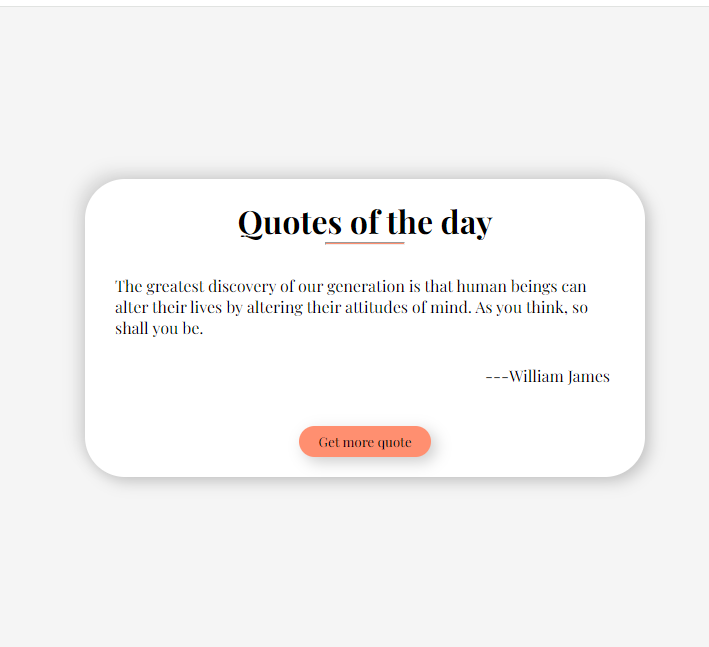 Quotes of the day
The greatest discovery of our generation is that human beings can
alter their lives by altering their attitudes of mind. As you think, so
shall you be.
---William James
Get more quote